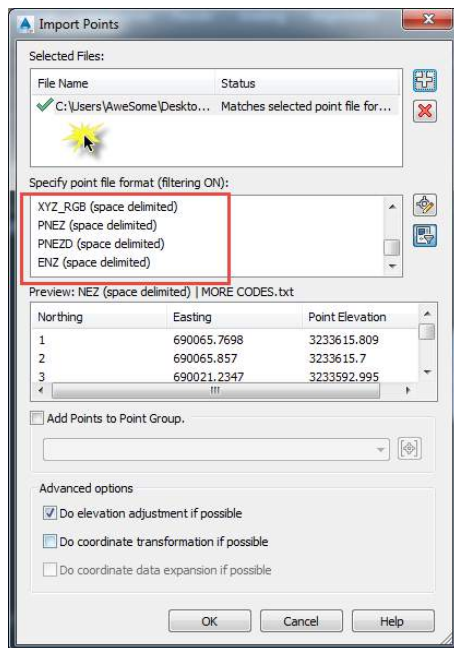 Import Points
Selected Files:
File Name Status
C:\Users\AweSome\Deskto... Matches selected point file for...
Specify point file format (filtering ON):
XYZ_RGB (space delimited)
PNEZ (space delimited)
PNEZD (space delimited)
ENZ (space delimited)
Preview: NEZ (space delimited) | MORE CODES.txt
Northing Easting Point Elevation
1 690065.7698 3233615.809
2 690065.857 3233615.7
3 690021.2347 3233592.995
Add Points to Point Group.
Advanced options
Do elevation adjustment if possible
Do coordinate transformation if possible
Do coordinate data expansion if possible
OK Cancel Help